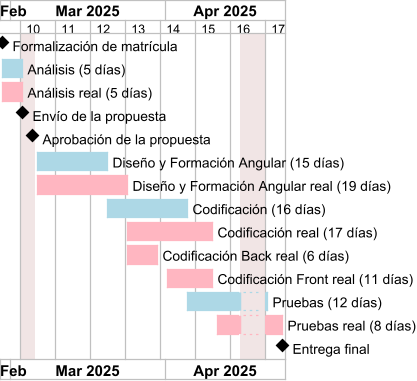 Feb Mar 2025 Apr 2025
10 11 12 13 14 15 16 17
Formalización de matrícula
Análisis (5 días)
Análisis real (5 días)
Envío de la propuesta
Aprobación de la propuesta
Diseño y Formación Angular (15 días)
Diseño y Formación Angular real (19 días)
Codificación (16 días)
Codificación real (17 días)
Codificación Back real (6 días)
Codificación Front real (11 días)
Pruebas (12 días)
Pruebas real (8 días)
Entrega final
Feb Mar 2025 Apr 2025